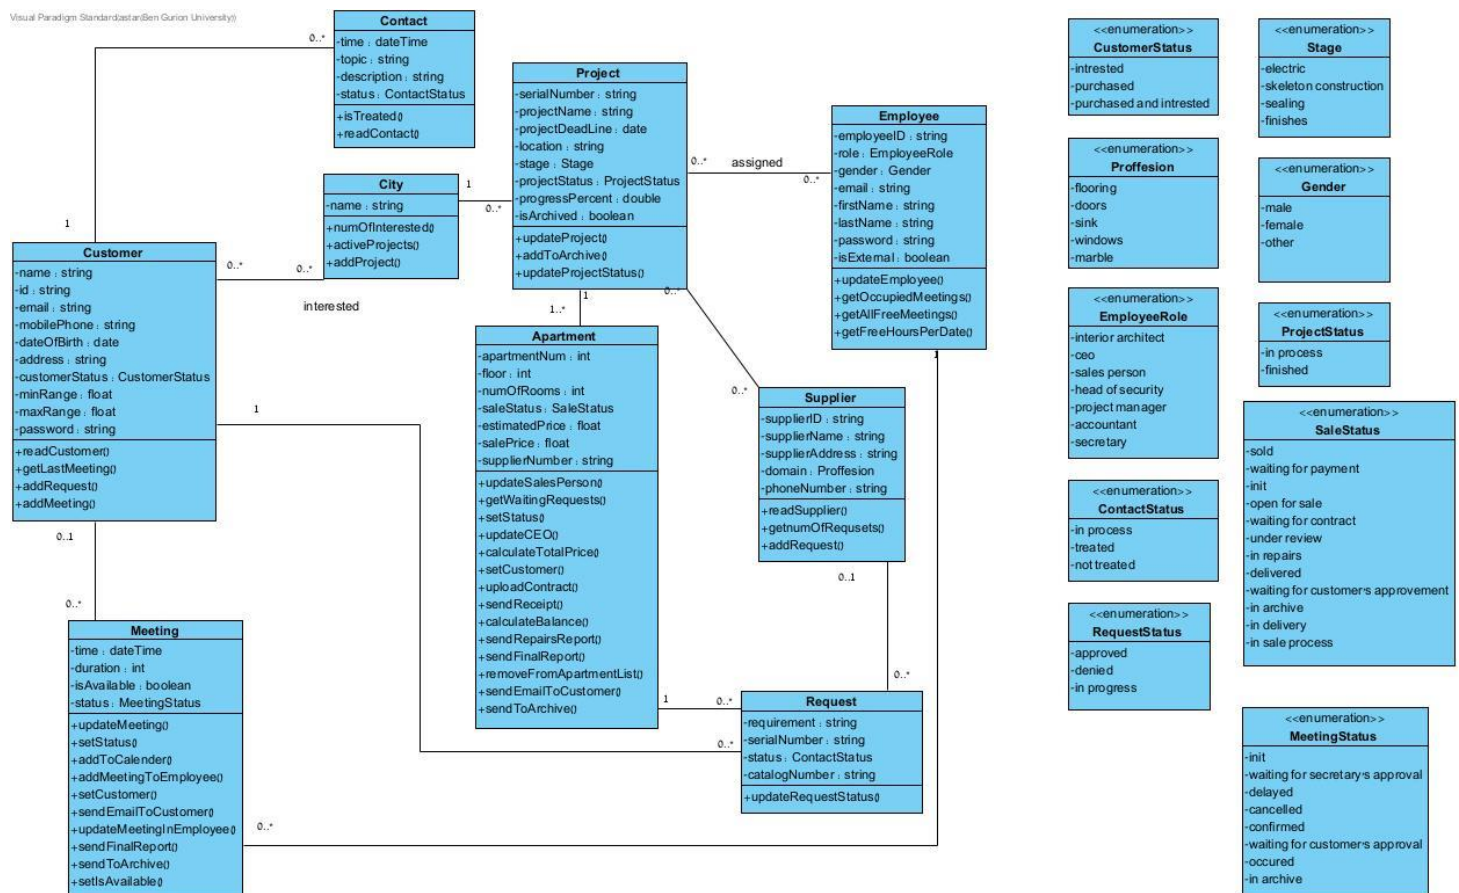 Visual Paradigm Standard(astar(Ben Gurion University))
Contact
-time : dateTime
-topic : string
-description : string
-status : ContactStatus
+isTreated()
+readContact()
0..*
1
City
-name : string
+numOfInterested()
+activeProjects()
+addProject()
1
0..*
0..*
0..*
interested
Project
-serialNumber : string
-projectName : string
-projectDeadLine : date
-location : string
-stage : Stage
-projectStatus : ProjectStatus
-progressPercent : double
-isArchived : boolean
+updateProject()
+addToArchive()
+updateProjectStatus()
0..*
assigned
0..*
Employee
-employeeID : string
-role : EmployeeRole
-gender : Gender
-email : string
-firstName : string
-lastName : string
-password : string
-isExternal : boolean
+updateEmployee()
+getOccupiedMeetings()
+getAllFreeMeetings()
+getFreeHoursPerDate()
1
Customer
-name : string
-id : string
-email : string
-mobilePhone : string
-dateOfBirth : date
-address : string
-customerStatus : CustomerStatus
-minRange : float
-maxRange : float
-password : string
+readCustomer()
+getLastMeeting()
+addRequest()
+addMeeting()
1
0..1
0..*
1
1..*
0..*
0..*
Apartment
-apartmentNum : int
-floor : int
-numOfRooms : int
-saleStatus : SaleStatus
-estimatedPrice : float
-salePrice : float
-supplierNumber : string
+updateSalesPerson()
+getWaitingRequests()
+setStatus()
+updateCEO()
+calculateTotalPrice()
+setCustomer()
+uploadContract()
+sendReceipt()
+calculateBalance()
+sendRepairsReport()
+sendFinalReport()
+removeFromApartmentList()
+sendEmailToCustomer()
+sendToArchive()
Supplier
-supplierID : string
-supplierName : string
-supplierAddress : string
-domain : Proffesion
-phoneNumber : string
+readSupplier()
+getnumOfRequsets()
+addRequest()
0..1
0..*
1
0..*
0..*
Request
-requirement : string
-serialNumber : string
-status : ContactStatus
-catalogNumber : string
+updateRequestStatus()
Meeting
-time : dateTime
-duration : int
-isAvailable : boolean
-status : MeetingStatus
+updateMeeting()
+setStatus()
+addToCalender()
+addMeetingToEmployee()
+setCustomer()
+sendEmailToCustomer()
+updateMeetingInEmployee()
+sendFinalReport()
+sendToArchive()
+setIsAvailable()
0..*
<<enumeration>>
CustomerStatus
-intrested
-purchased
-purchased and intrested
<<enumeration>>
Proffesion
-flooring
-doors
-sink
-windows
-marble
<<enumeration>>
EmployeeRole
-interior architect
-ceo
-sales person
-head of security
-project manager
-accountant
-secretary
<<enumeration>>
ContactStatus
-in process
-treated
-not treated
<<enumeration>>
RequestStatus
-approved
-denied
-in progress
<<enumeration>>
Stage
-electric
-skeleton construction
-sealing
-finishes
<<enumeration>>
Gender
-male
-female
-other
<<enumeration>>
ProjectStatus
-in process
-finished
<<enumeration>>
SaleStatus
-sold
-waiting for payment
-init
-open for sale
-waiting for contract
-under review
-in repairs
-delivered
-waiting for customer's approvement
-in archive
-in delivery
-in sale process
<<enumeration>>
MeetingStatus
-init
-waiting for secretary's approval
-delayed
-cancelled
-confirmed
-waiting for customer's approval
-occured
-in archive